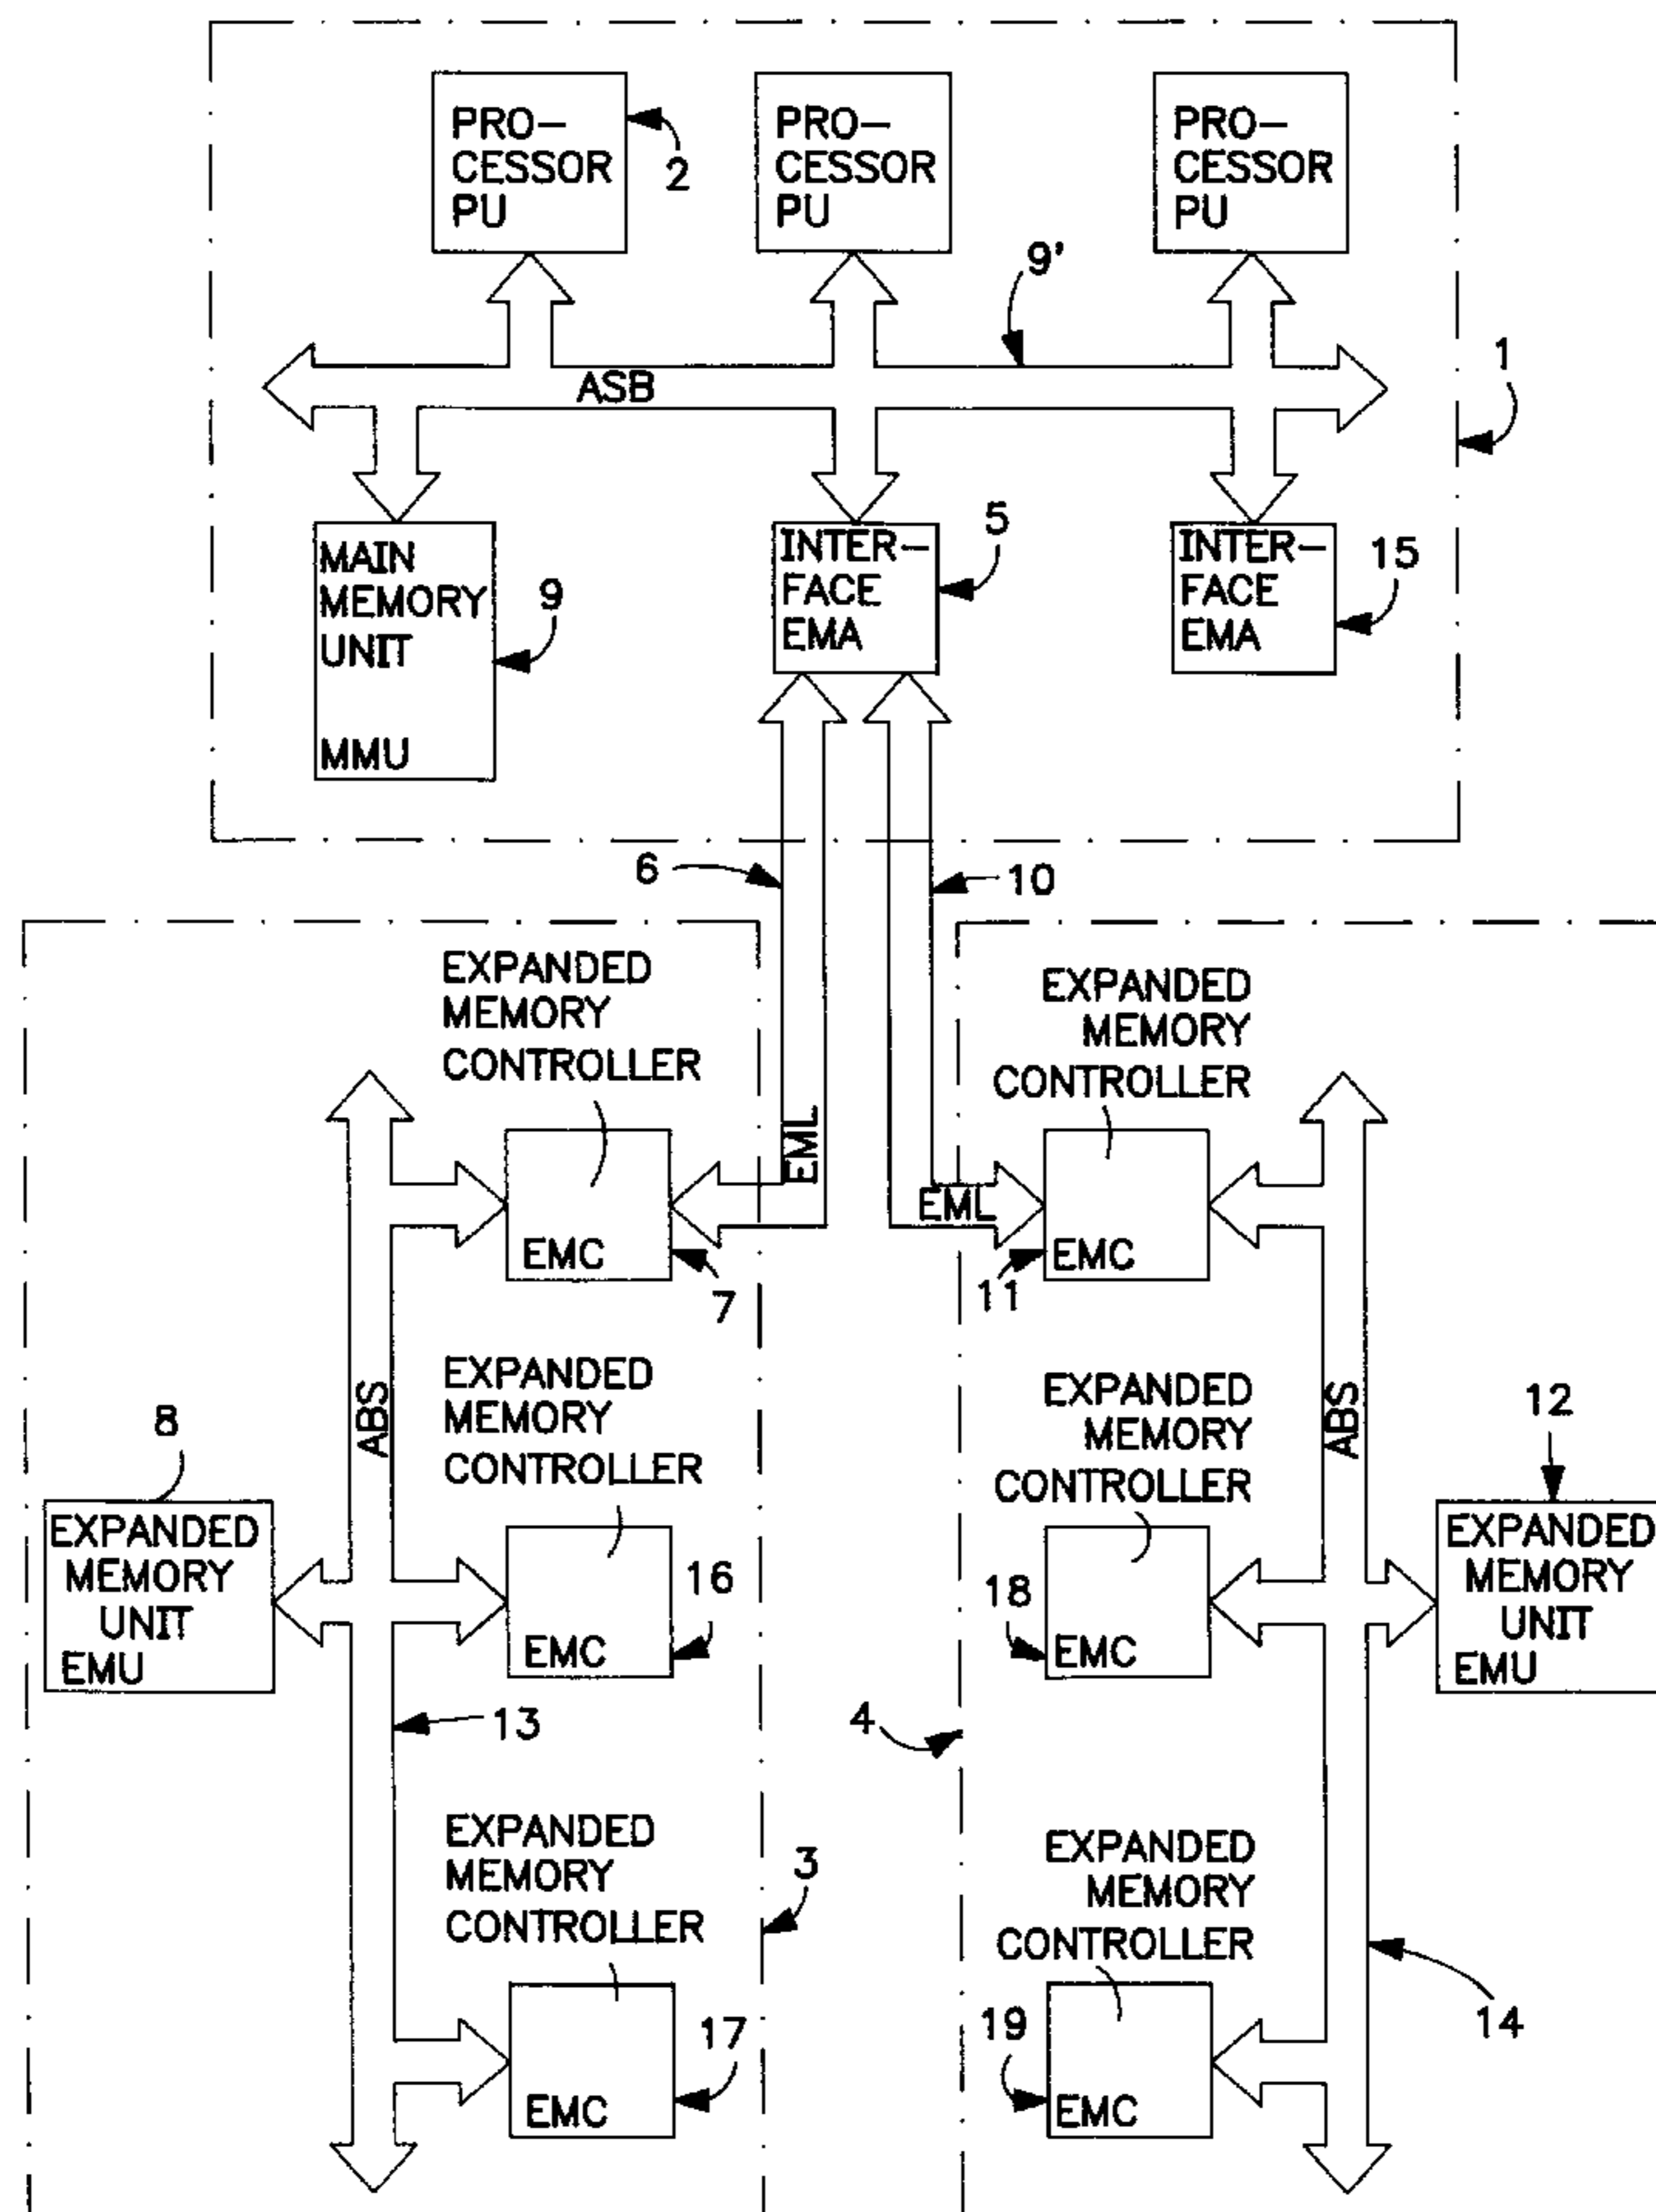 PRO-
CESSOR
PU
2
PRO-
CESSOR
PU
PRO-
CESSOR
PU
9'
ASB
1
MAIN
MEMORY
UNIT
MMU
9
INTER-
FACE
EMA
5
INTER-
FACE
EMA
15
6
10
EXPANDED
MEMORY
CONTROLLER
EMC
7
EML
EML
EXPANDED
MEMORY
CONTROLLER
EMC
11
ABS
8
EXPANDED
MEMORY
UNIT
EMU
EXPANDED
MEMORY
CONTROLLER
EMC
16
EXPANDED
MEMORY
CONTROLLER
EMC
18
ABS
12
EXPANDED
MEMORY
UNIT
EMU
13
4
EXPANDED
MEMORY
CONTROLLER
EMC
17
3
EXPANDED
MEMORY
CONTROLLER
EMC
19
14